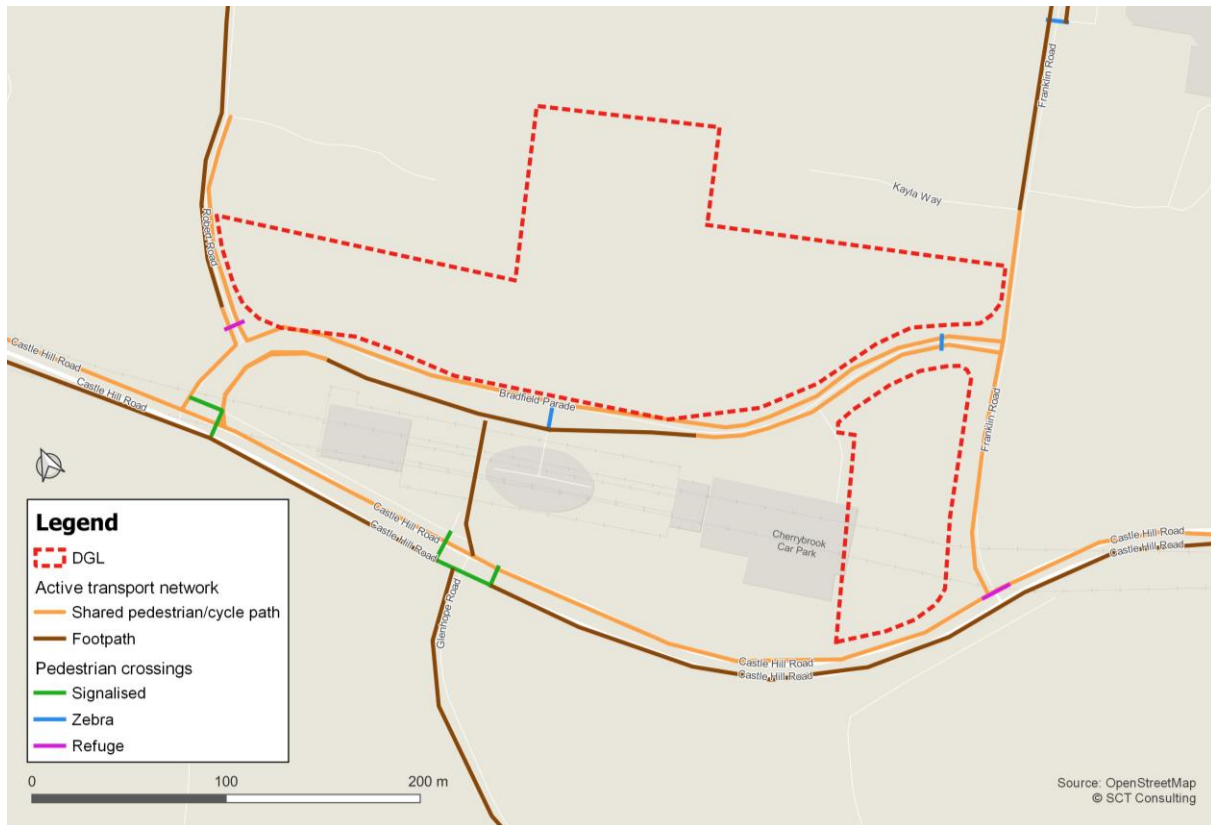 Franklin Road
Kayla Way
Robert Road
Castle Hill Road
Castle Hill Road
Bradfield Parade
Franklin Road
Castle Hill Road
Castle Hill Road
Cherrybrook
Car Park
Castle Hill Road
Castle Hill Road
Glenhope Road
Castle Hill Road
Castle Hill Road
Legend
DGL
Active transport network
Shared pedestrian/cycle path
Footpath
Pedestrian crossings
Signalised
Zebra
Refuge
0 100 200 m
Source: OpenStreetMap
© SCT Consulting